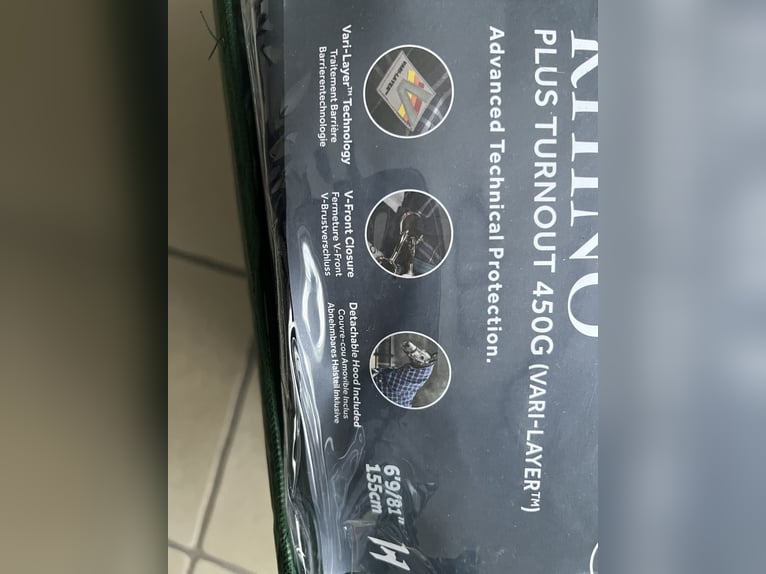 RHINO
PLUS TURNOUT 450G (VARI-LAYER™)
Advanced Technical Protection.
Vari-Layer™ Technology
Traitement Barrière
Barrierentechnologie
V-Front Closure
Fermeture V-Front
V-Brustverschluss
Detachable Hood Included
Couvre-cou Amovible Inclus
Abnehmbares Halsteil Inklusive
6'9/81"
155cm